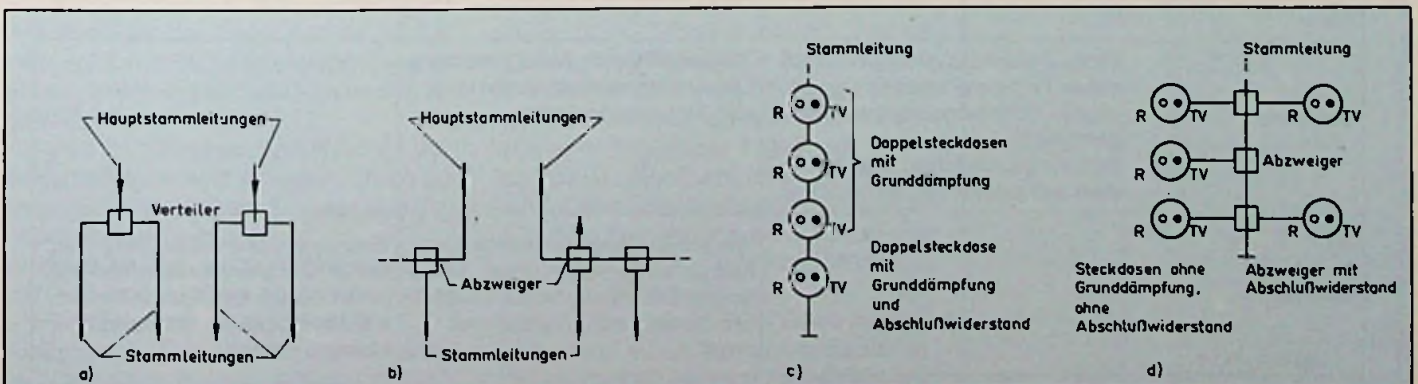 Hauptstammleitungen
Verteiler
Stammleitungen
a)
Hauptstammleitungen
Abzweiger
Stammleitungen
b)
Stammleitung
R TV
R TV
R TV
R TV
Doppelsteckdosen
mit
Grunddämpfung
Doppelsteckdose
mit
Grunddämpfung
und
Abschlußwiderstand
c)
Stammleitung
R TV TV R
R TV Abzweiger
R TV R TV
Steckdosen ohne
Grunddämpfung,
ohne
Abschlußwiderstand
Abzweiger mit
Abschlußwiderstand
d)